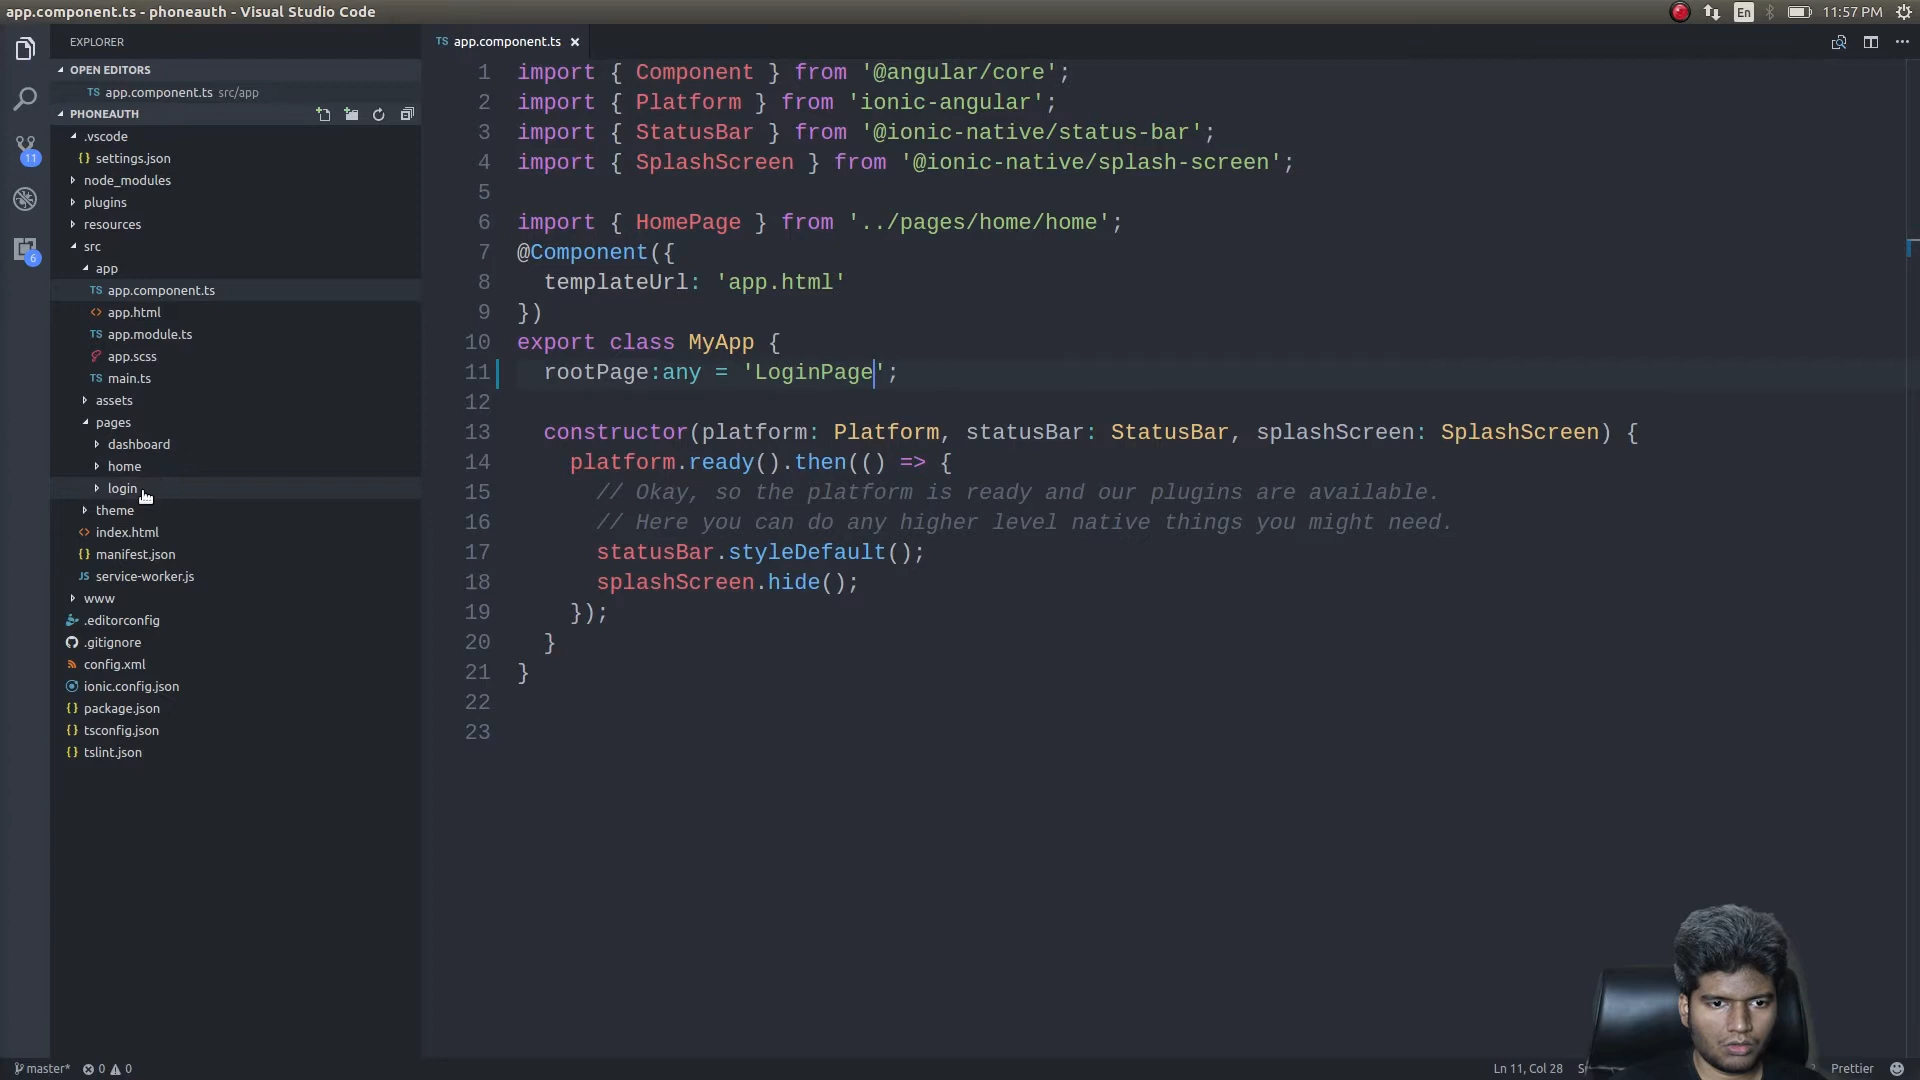 app.component.ts - phoneauth - Visual Studio Code
En
11:57 PM
EXPLORER
OPEN EDITORS
TS app.component.ts src/app
PHONEAUTH
.vscode
{} settings.json
node_modules
plugins
resources
src
app
TS app.component.ts
<> app.html
TS app.module.ts
app.scss
TS main.ts
assets
pages
dashboard
home
login
theme
<> index.html
{} manifest.json
JS service-worker.js
www
.editorconfig
.gitignore
config.xml
ionic.config.json
{} package.json
{} tsconfig.json
{} tslint.json
11
6
TS app.component.ts ×
1 import { Component } from '@angular/core';
2 import { Platform } from 'ionic-angular';
3 import { StatusBar } from '@ionic-native/status-bar';
4 import { SplashScreen } from '@ionic-native/splash-screen';
5
6 import { HomePage } from '../pages/home/home';
7 @Component({
8 templateUrl: 'app.html'
9 })
10 export class MyApp {
11 rootPage:any = 'LoginPage';
12
13 constructor(platform: Platform, statusBar: StatusBar, splashScreen: SplashScreen) {
14 platform.ready().then(() => {
15 // Okay, so the platform is ready and our plugins are available.
16 // Here you can do any higher level native things you might need.
17 statusBar.styleDefault();
18 splashScreen.hide();
19 });
20 }
21 }
22
23
master* 0 0
Ln 11, Col 28
Prettier